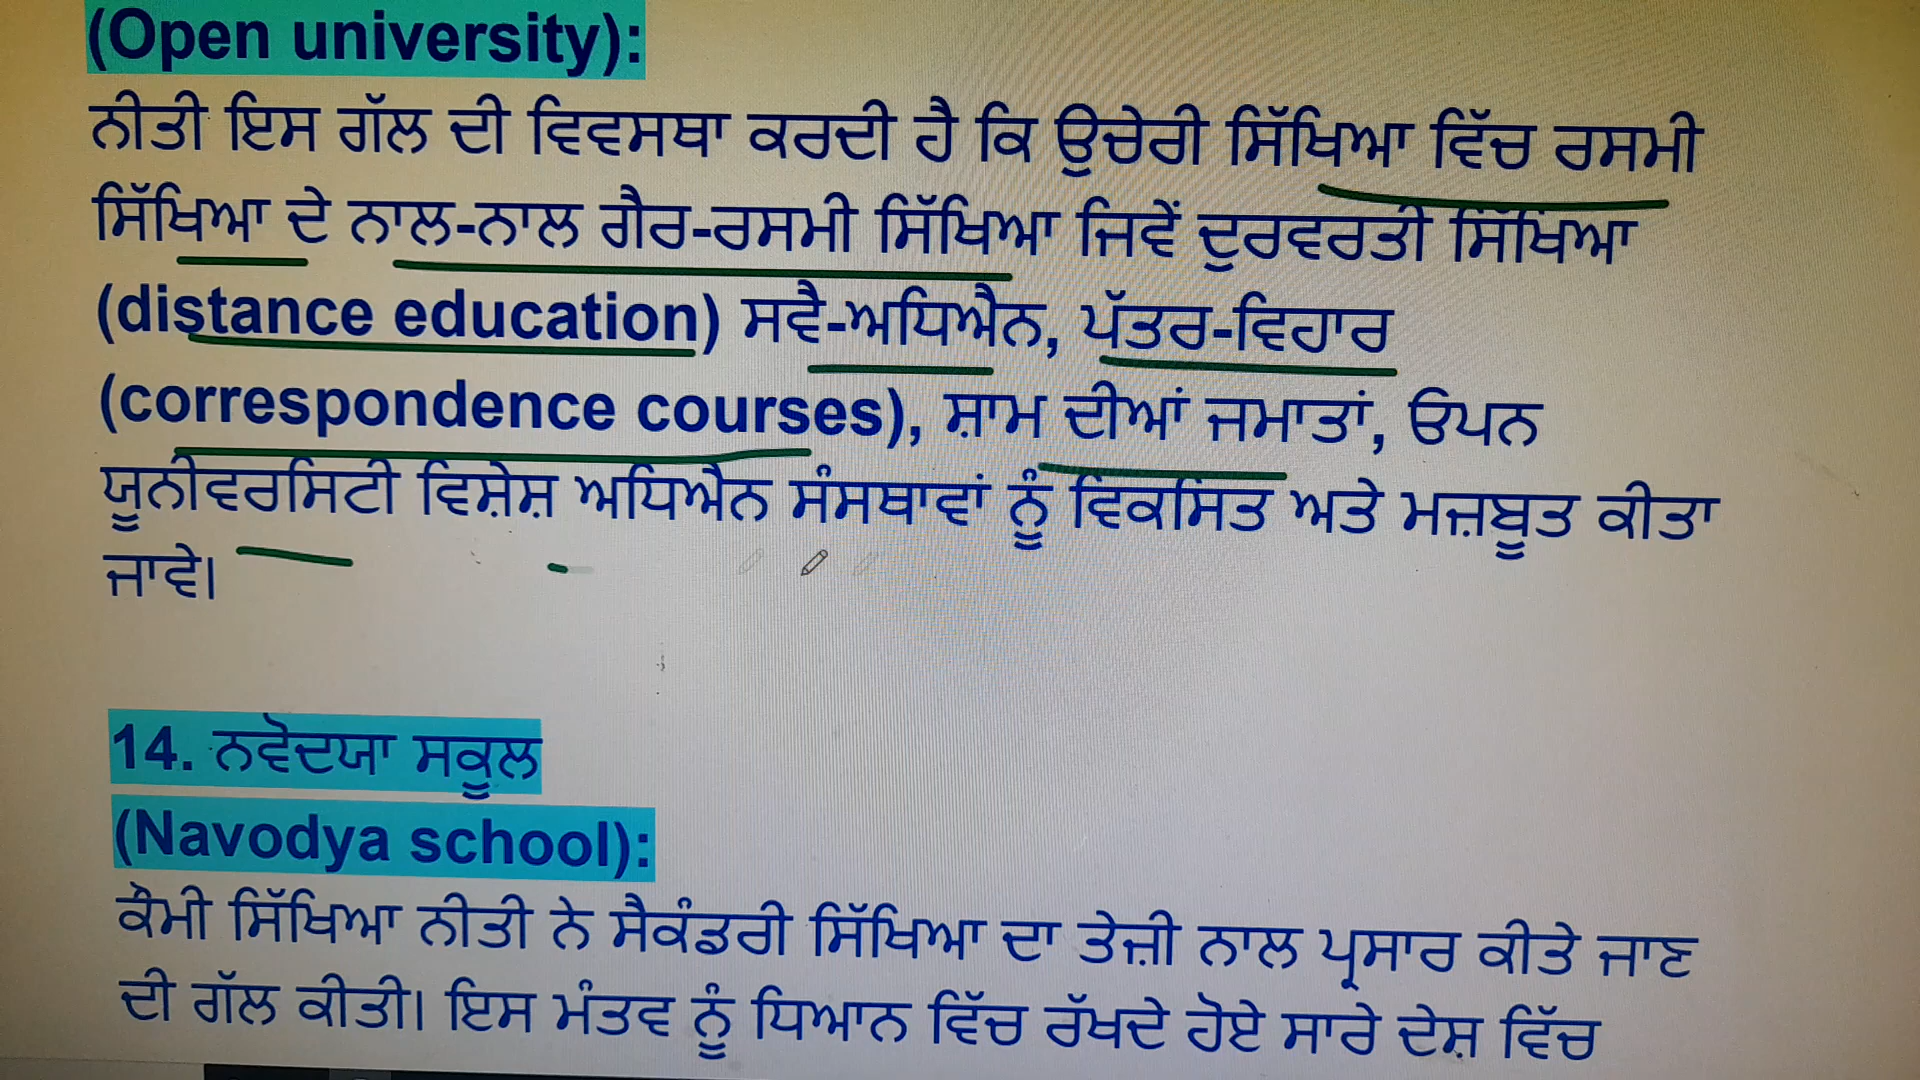 (Open university):
ਨੀਤੀ ਇਸ ਗੱਲ ਦੀ ਵਿਵਸਥਾ ਕਰਦੀ ਹੈ ਕਿ ਉਚੇਰੀ ਸਿੱਖਿਆ ਵਿੱਚ ਰਸਮੀ
ਸਿੱਖਿਆ ਦੇ ਨਾਲ-ਨਾਲ ਗੈਰ-ਰਸਮੀ ਸਿੱਖਿਆ ਜਿਵੇਂ ਦੂਰਵਰਤੀ ਸਿੱਖਿਆ
(distance education) ਸਵੈ-ਅਧਿਐਨ, ਪੱਤਰ-ਵਿਹਾਰ
(correspondence courses), ਸ਼ਾਮ ਦੀਆਂ ਜਮਾਤਾਂ, ਓਪਨ
ਯੂਨੀਵਰਸਿਟੀ ਵਿਸ਼ੇਸ਼ ਅਧਿਐਨ ਸੰਸਥਾਵਾਂ ਨੂੰ ਵਿਕਸਿਤ ਅਤੇ ਮਜ਼ਬੂਤ ਕੀਤਾ
ਜਾਵੇ।
14. ਨਵੋਦਯਾ ਸਕੂਲ
(Navodya school):
ਕੌਮੀ ਸਿੱਖਿਆ ਨੀਤੀ ਨੇ ਸੈਕੰਡਰੀ ਸਿੱਖਿਆ ਦਾ ਤੇਜ਼ੀ ਨਾਲ ਪ੍ਰਸਾਰ ਕੀਤੇ ਜਾਣ
ਦੀ ਗੱਲ ਕੀਤੀ। ਇਸ ਮੰਤਵ ਨੂੰ ਧਿਆਨ ਵਿੱਚ ਰੱਖਦੇ ਹੋਏ ਸਾਰੇ ਦੇਸ਼ ਵਿੱਚ